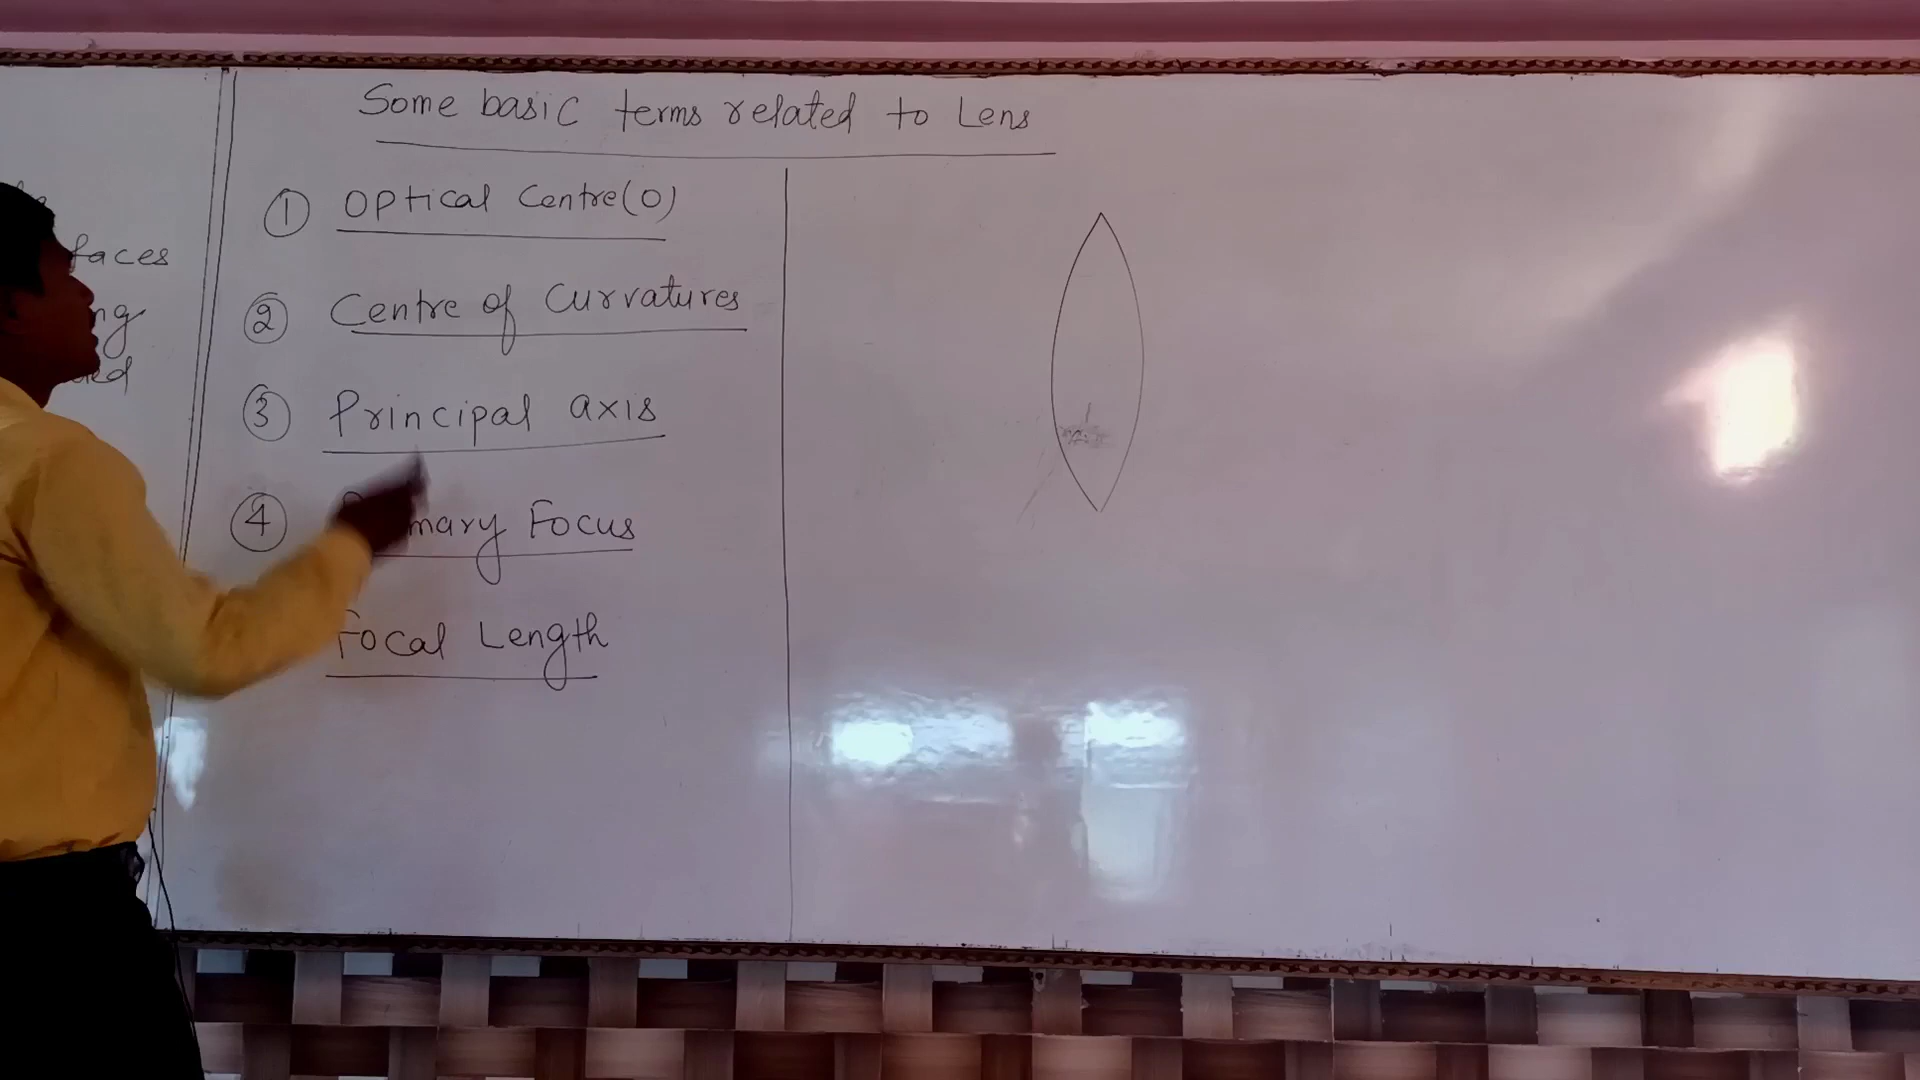 faces
ng
Some basic terms related to Lens
① Optical Centre(O)
② Centre of Curvatures
③ Principal axis
④ mary Focus
Focal Length